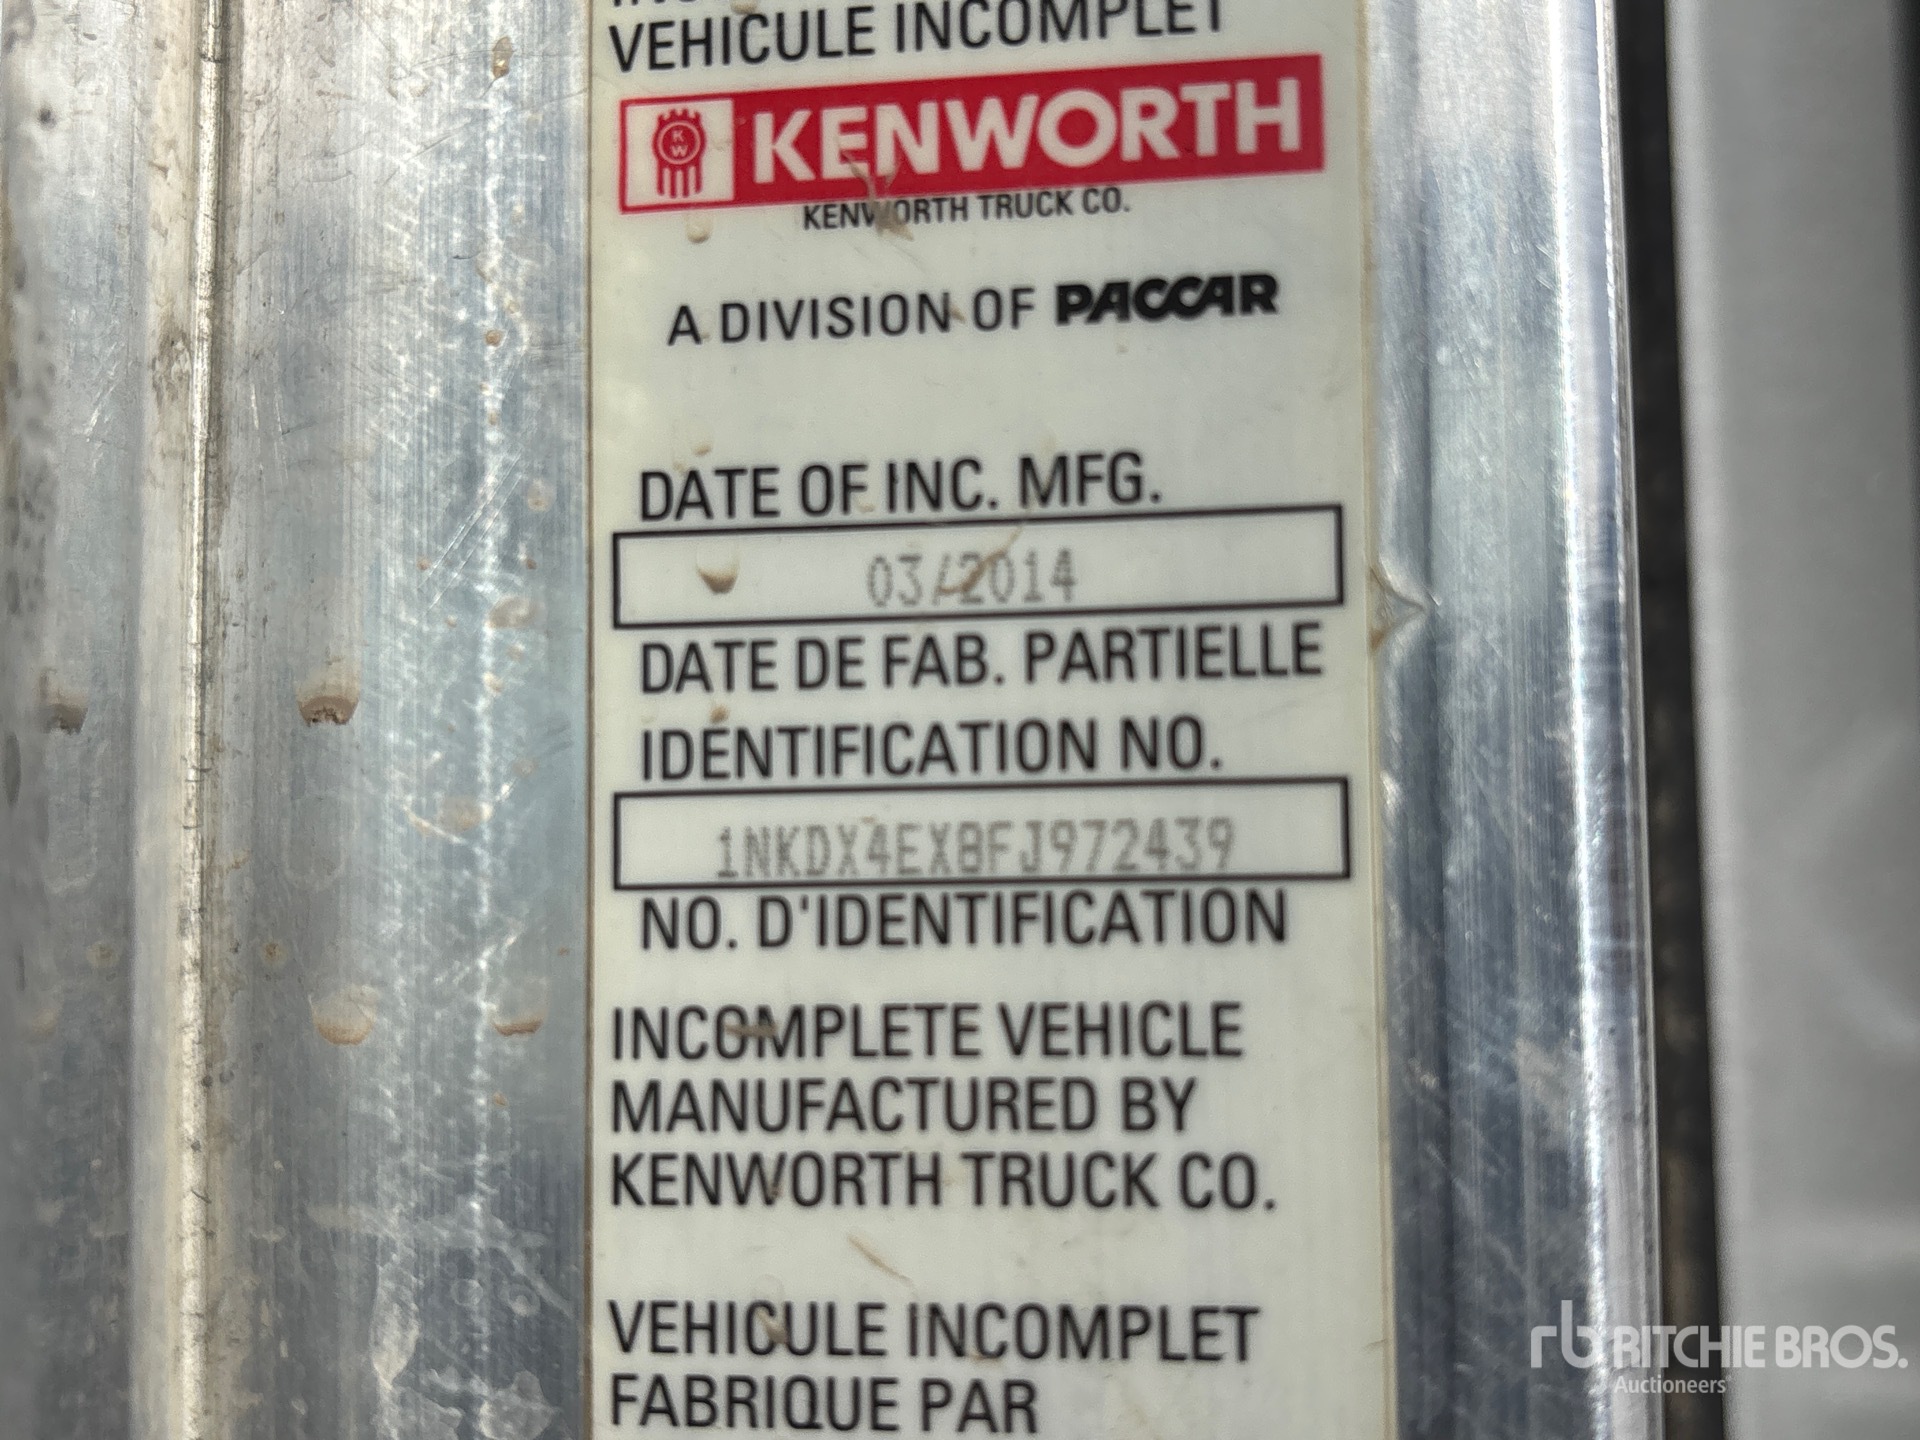 VEHICULE INCOMPLET
KW KENWORTH
KENWORTH TRUCK CO.
A DIVISION OF PACCAR
DATE OF INC. MFG.
03/2014
DATE DE FAB. PARTIELLE
IDENTIFICATION NO.
1NKDX4EX8FJ972439
NO. D'IDENTIFICATION
INCOMPLETE VEHICLE
MANUFACTURED BY
KENWORTH TRUCK CO.
VEHICULE INCOMPLET
FABRIQUE PAR
rb RITCHIE BROS.
Auctioneers